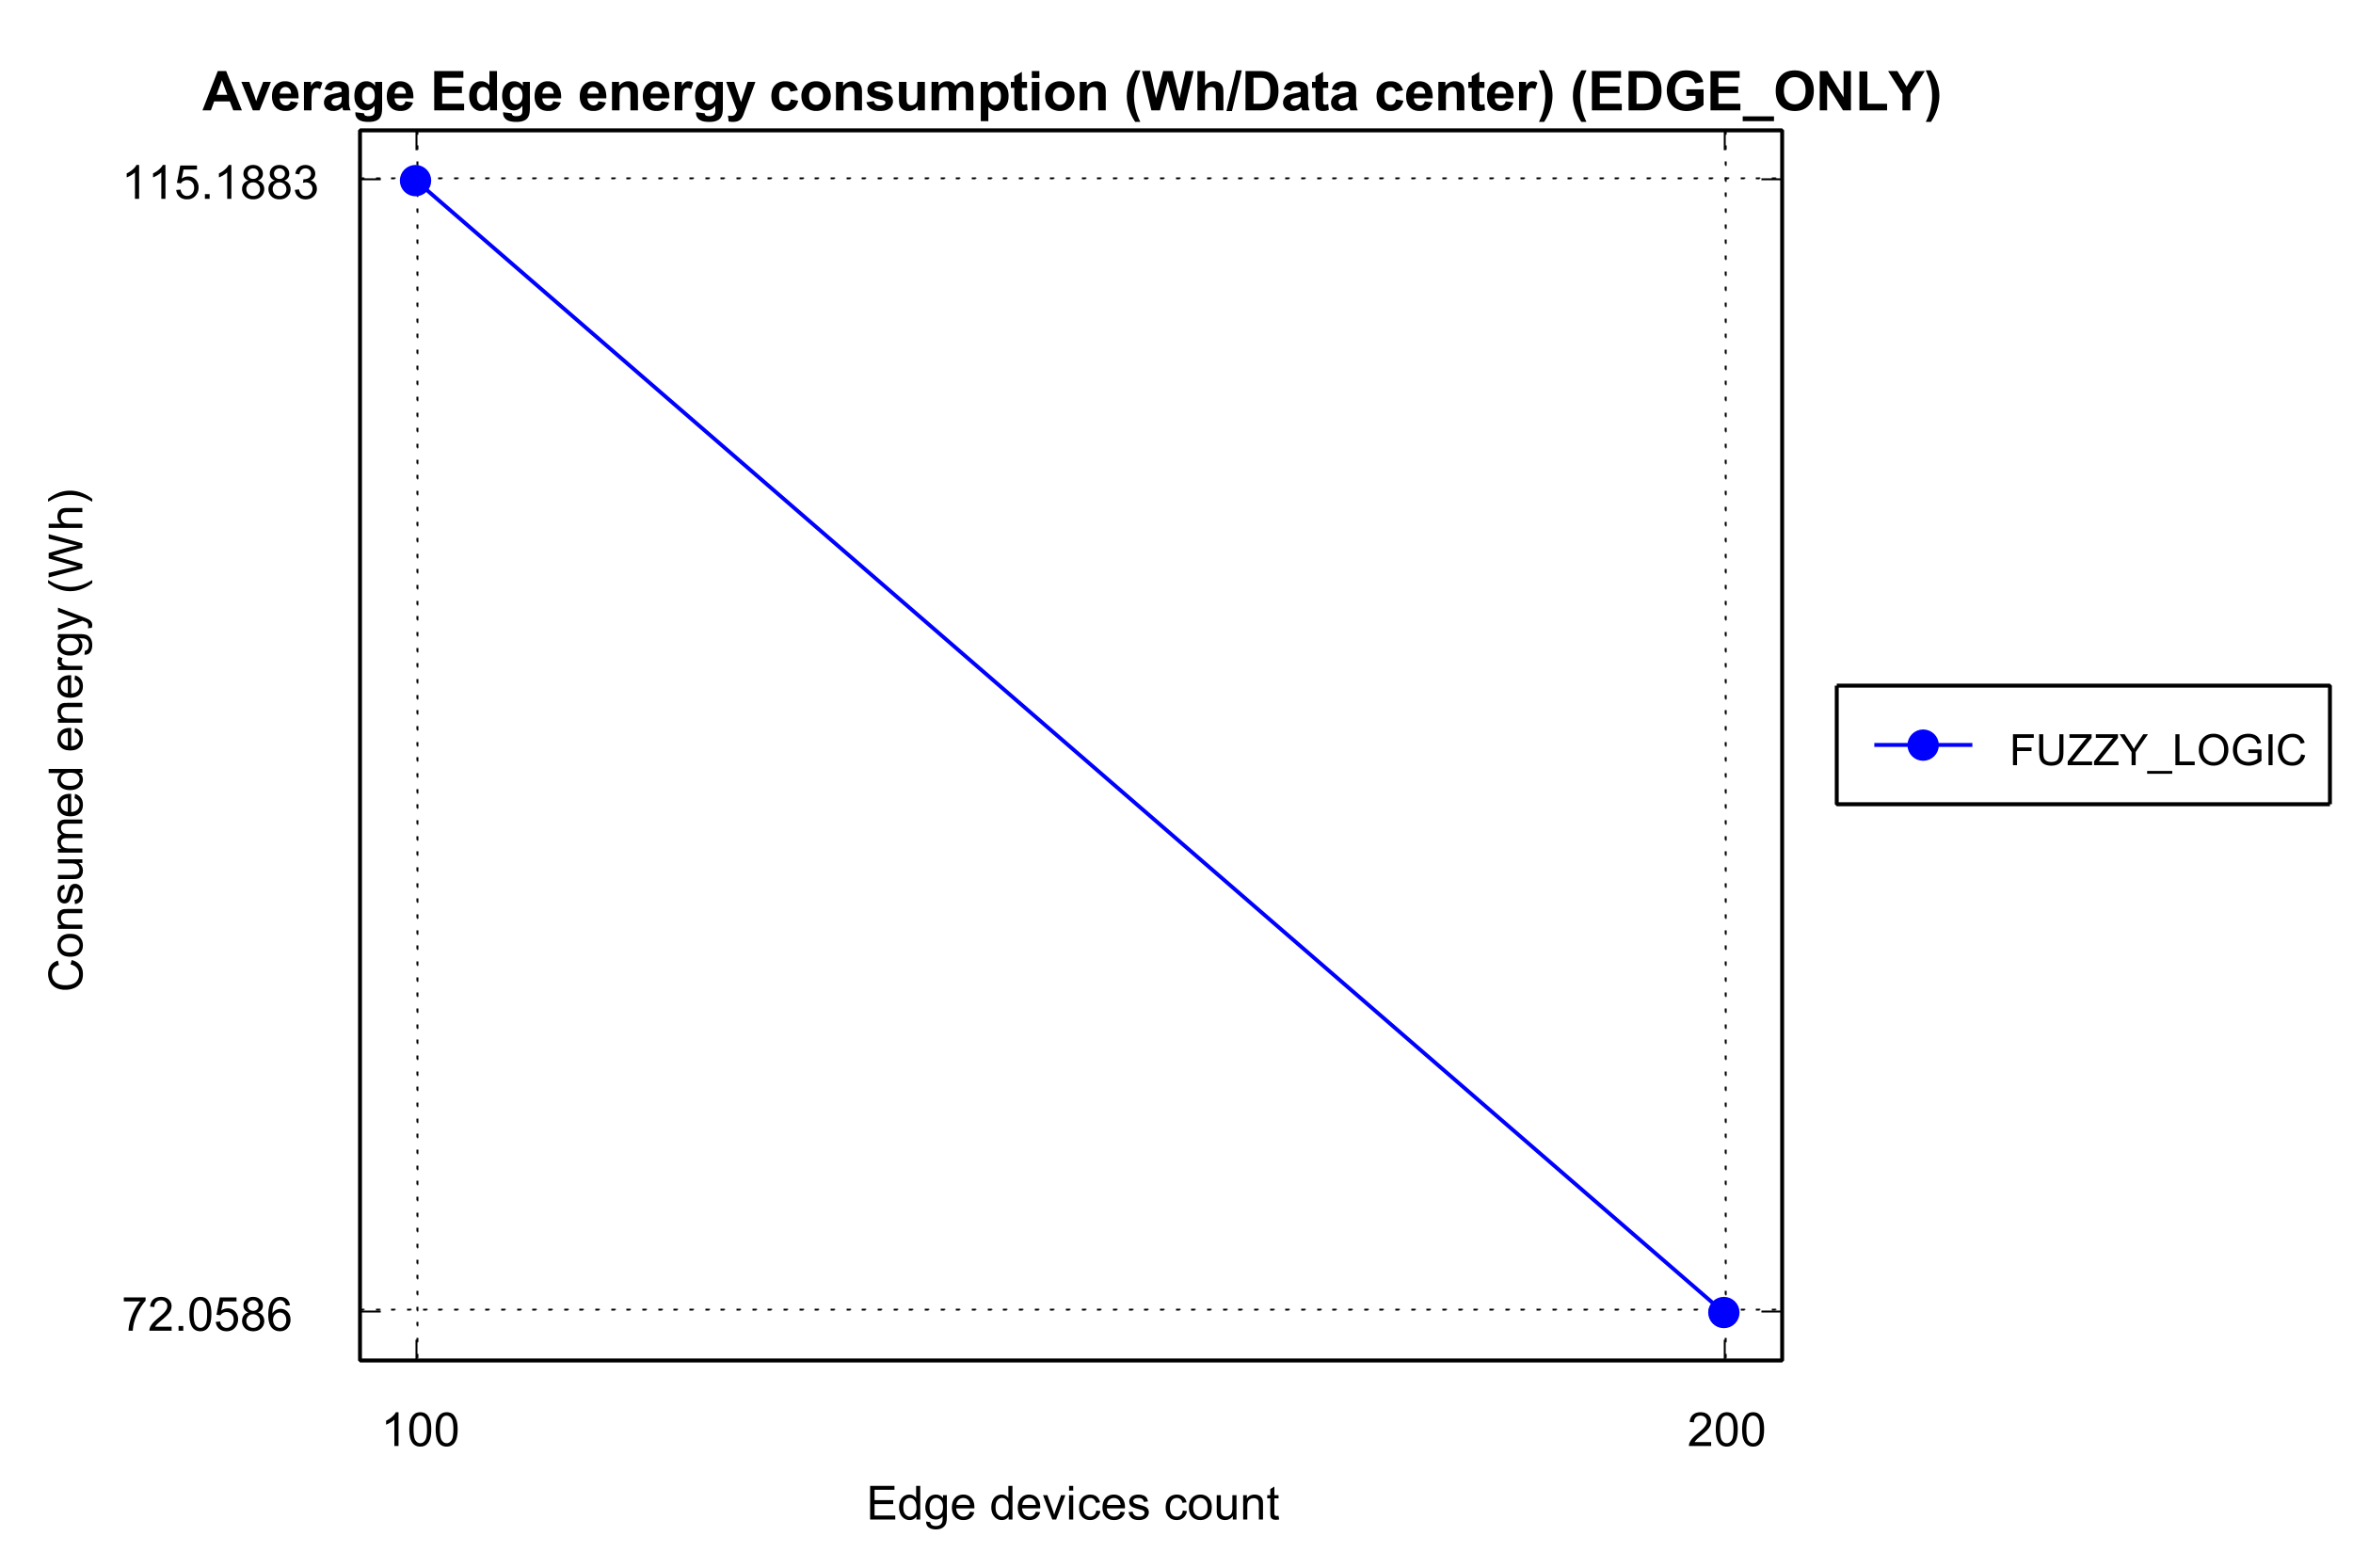 Average Edge energy consumption (Wh/Data center) (EDGE_ONLY)
115.1883
Consumed energy (Wh)
FUZZY_LOGIC
72.0586
100
200
Edge devices count